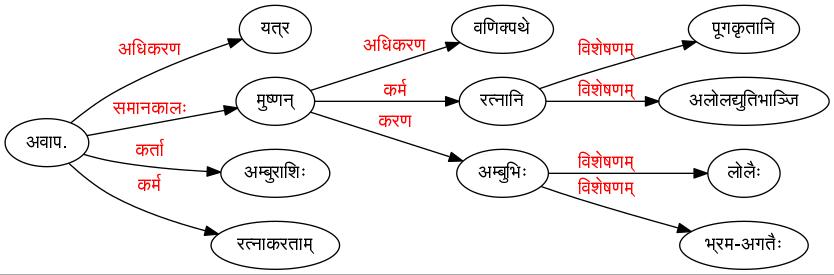 यत्र
वणिक्पथे
पूगकृतानि
अधिकरण
अधिकरण
विशेषणम्
समानकालः
मुष्णन्
कर्म
रत्नानि
विशेषणम्
अलोलद्युतिभाञ्जि
अवाप.
कर्ता
करण
कर्म
अम्बुराशिः
अम्बुभिः
विशेषणम्
लोलैः
विशेषणम्
रत्नाकरताम्
भ्रम-अगतैः